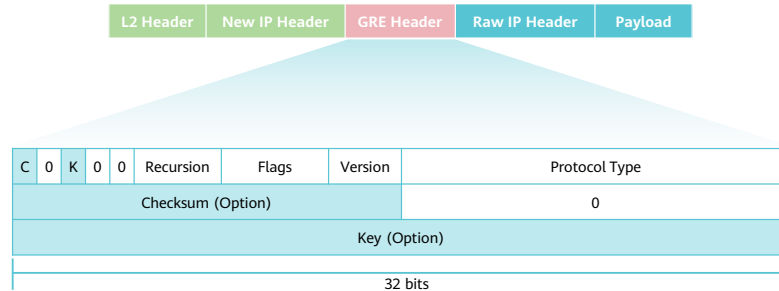 L2 Header New IP Header GRE Header Raw IP Header Payload
C 0 K 0 0 Recursion Flags Version Protocol Type
Checksum (Option) 0
Key (Option)
32 bits